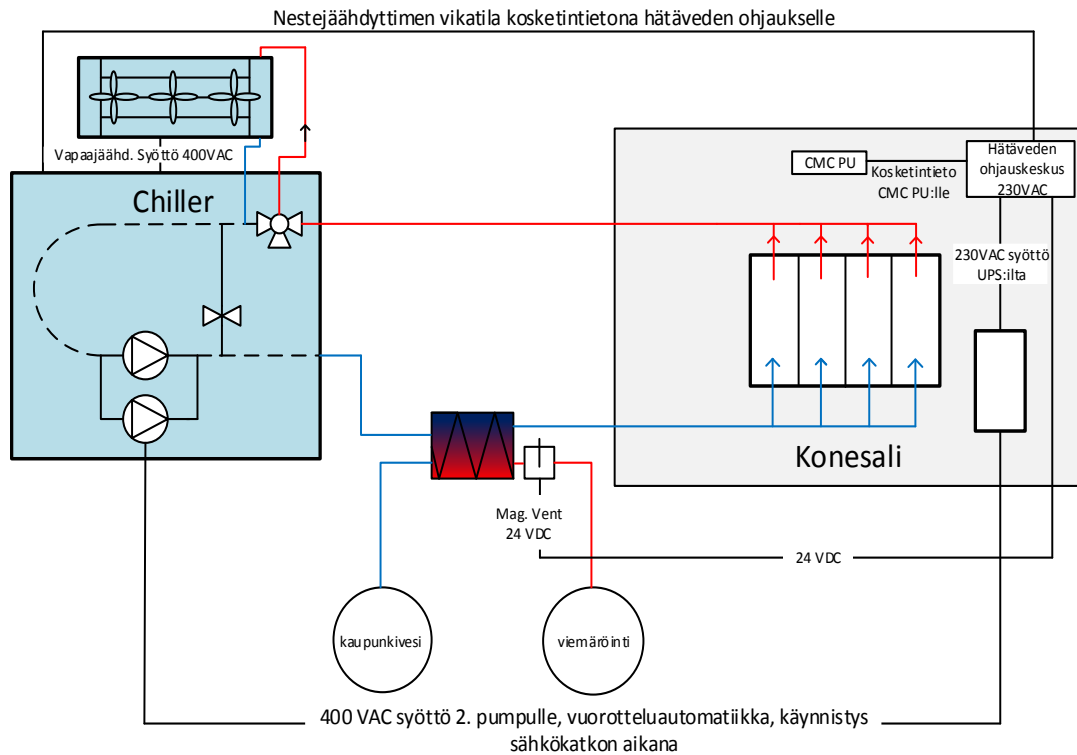 Nestejäähdyttimen vikatila kosketintietona hätäveden ohjaukselle
Vapaajäähd. Syöttö 400VAC
Chiller
CMC PU
Kosketintieto
CMC PU:lle
Hätäveden
ohjauskeskus
230VAC
230VAC syöttö
UPS:ilta
Konesali
Mag. Vent
24 VDC
24 VDC
kaupunkivesi
viemäröinti
400 VAC syöttö 2. pumpulle, vuorotteluautomatiikka, käynnistys
sähkökatkon aikana